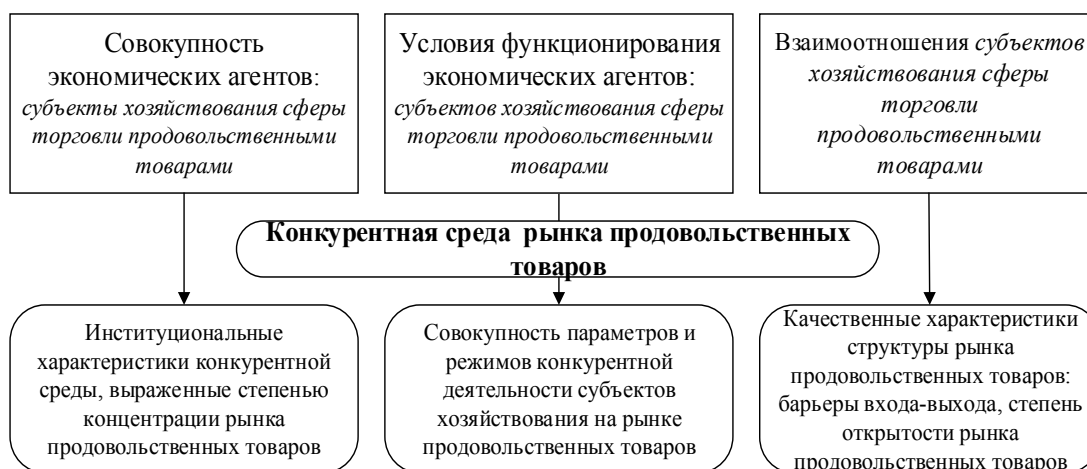 Совокупность
экономических агентов:
субъекты хозяйствования сферы
торговли продовольственными
товарами
Условия функционирования
экономических агентов:
субъектов хозяйствования сферы
торговли продовольственными
товарами
Взаимоотношения субъектов
хозяйствования сферы
торговли
продовольственными
товарами
Конкурентная среда рынка продовольственных
товаров
Институциональные
характеристики конкурентной
среды, выраженные степенью
концентрации рынка
продовольственных товаров
Совокупность параметров и
режимов конкурентной
деятельности субъектов
хозяйствования на рынке
продовольственных товаров
Качественные характеристики
структуры рынка
продовольственных товаров:
барьеры входа-выхода, степень
открытости рынка
продовольственных товаров